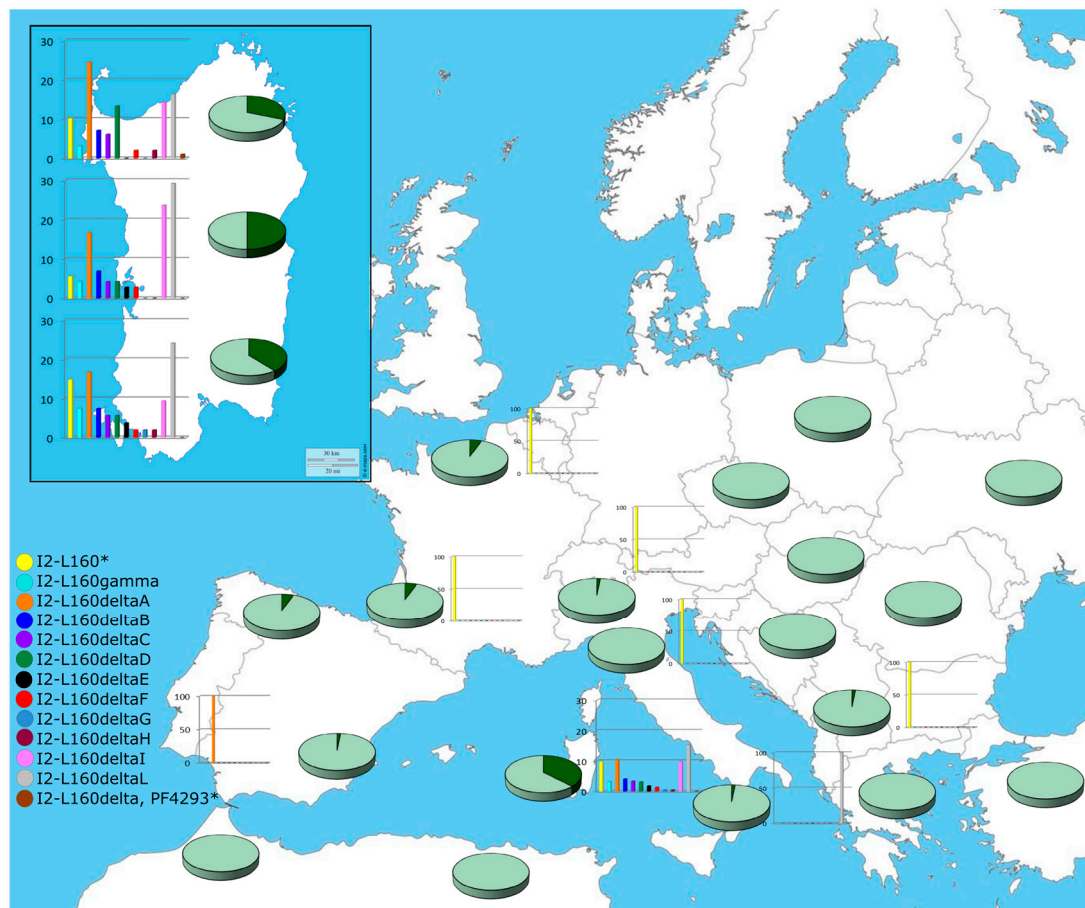 30
20
10
0
30
20
10
0
30
20
10
0
30 km
20 mi
© d-maps.com
100
50
0
100
50
0
100
50
0
100
50
0
100
50
0
100
50
0
30
20
10
0
100
50
0
I2-L160*
I2-L160gamma
I2-L160deltaA
I2-L160deltaB
I2-L160deltaC
I2-L160deltaD
I2-L160deltaE
I2-L160deltaF
I2-L160deltaG
I2-L160deltaH
I2-L160deltaI
I2-L160deltaL
I2-L160delta, PF4293*